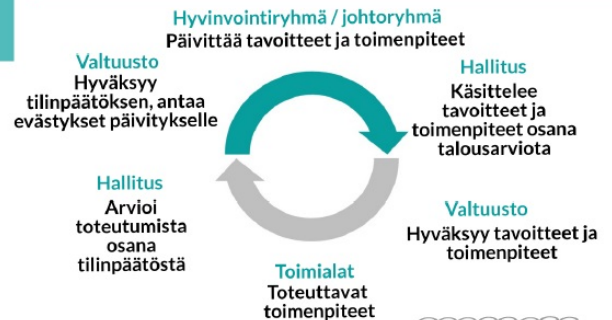 Hyvinvointiryhmä / johtoryhmä
Päivittää tavoitteet ja toimenpiteet
Hallitus
Käsittelee
tavoitteet ja
toimenpiteet osana
talousarviota
Valtuusto
Hyväksyy tavoitteet ja
toimenpiteet
Toimialat
Toteuttavat
toimenpiteet
Hallitus
Arvioi
toteutumista
osana
tilinpäätöstä
Valtuusto
Hyväksyy
tilinpäätöksen, antaa
evästykset päivitykselle